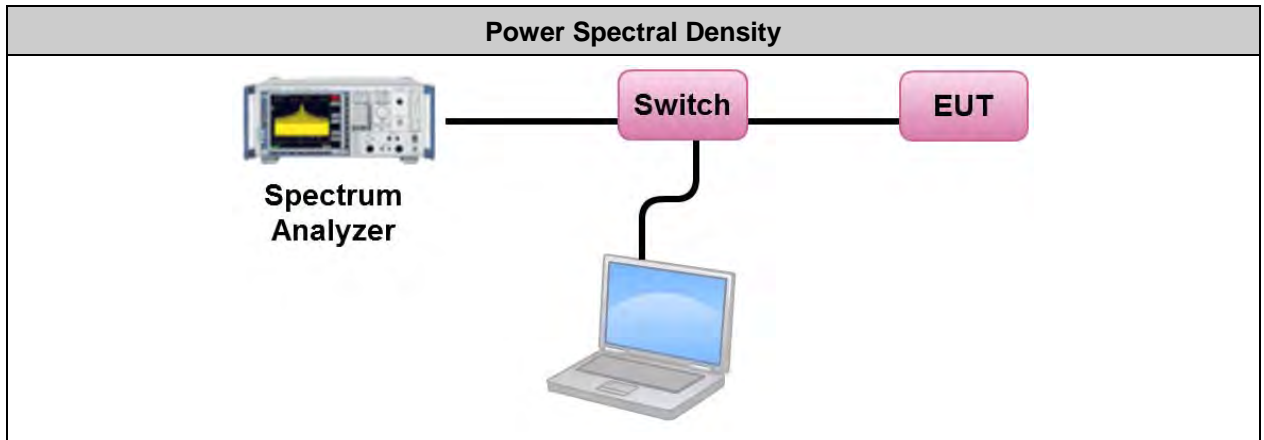 Power Spectral Density
Switch
EUT
Spectrum
Analyzer